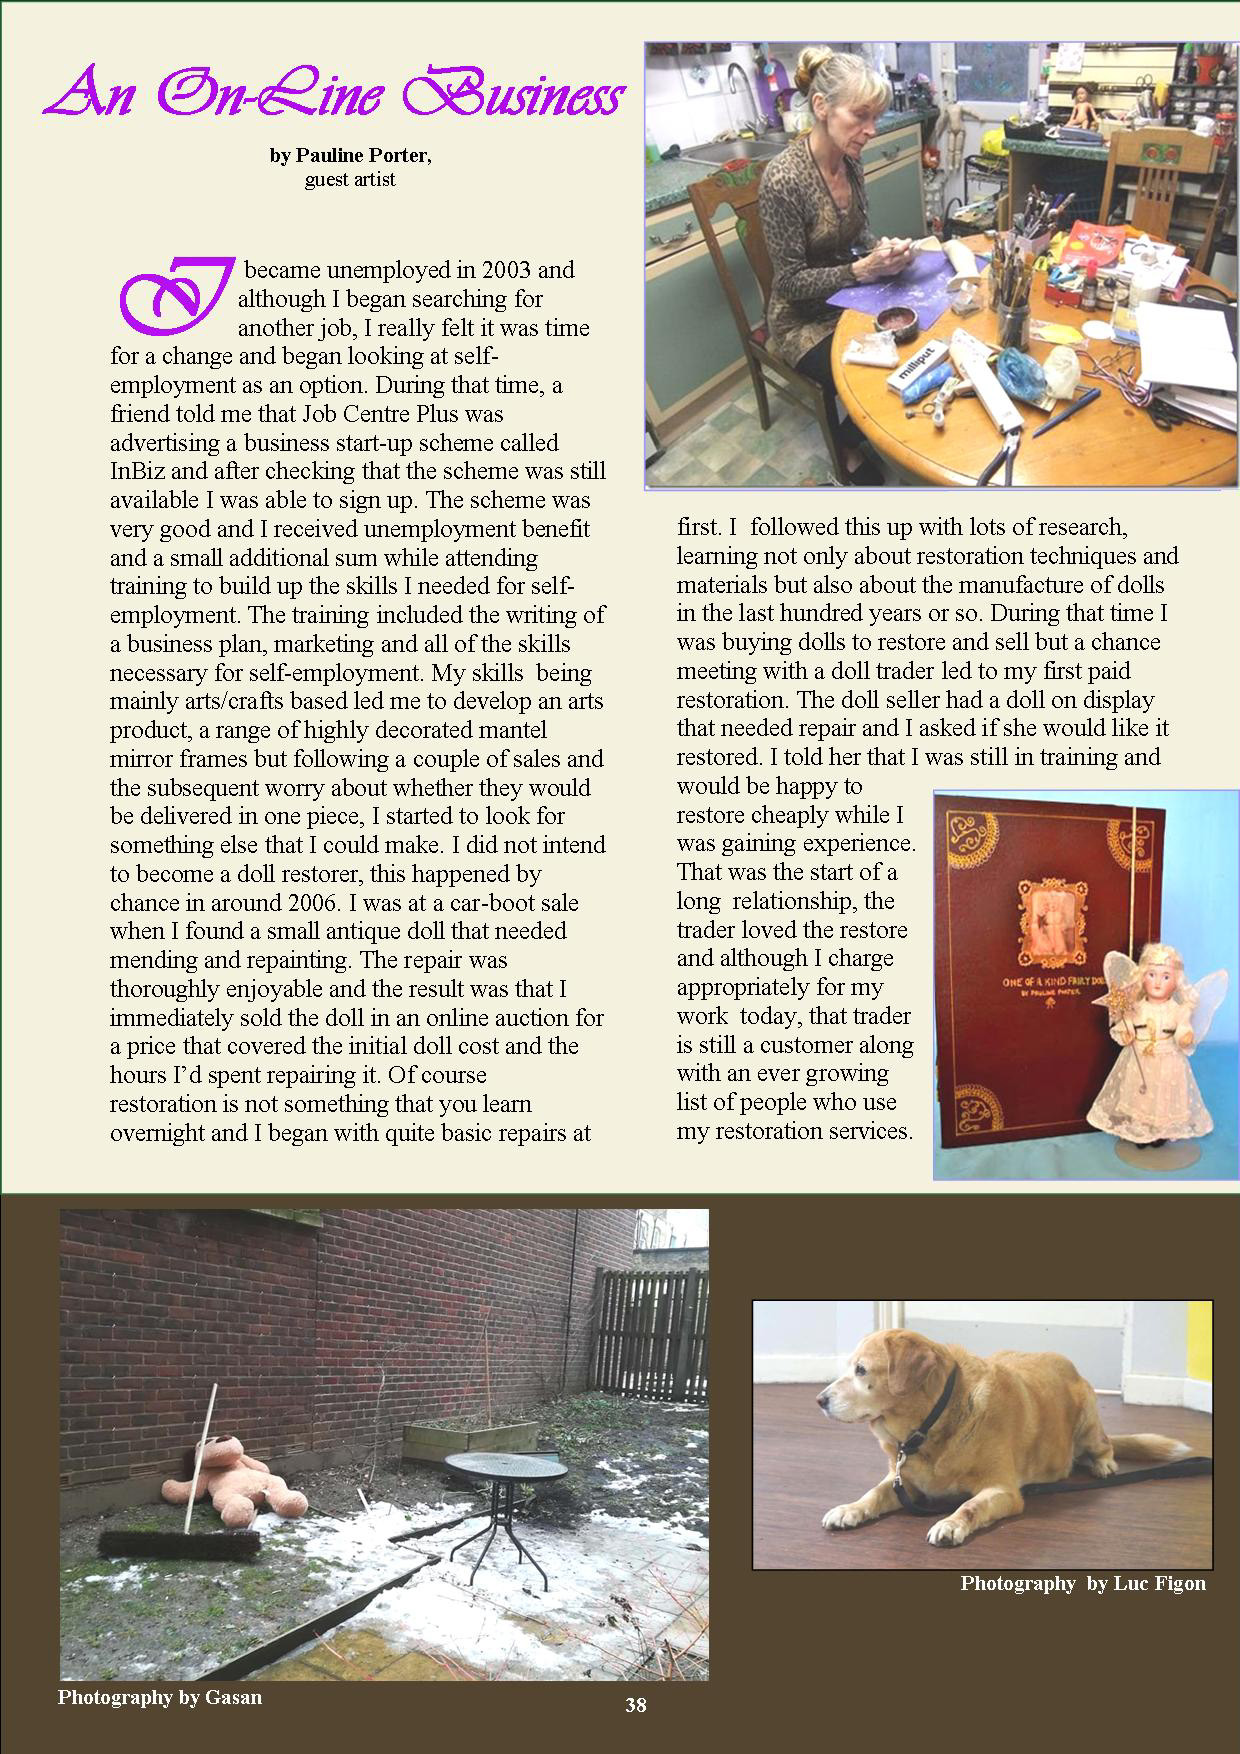 An On-Line Business
by Pauline Porter,
guest artist
I became unemployed in 2003 and
although I began searching for
another job, I really felt it was time
for a change and began looking at self-
employment as an option. During that time, a
friend told me that Job Centre Plus was
advertising a business start-up scheme called
InBiz and after checking that the scheme was still
available I was able to sign up. The scheme was
very good and I received unemployment benefit
and a small additional sum while attending
training to build up the skills I needed for self-
employment. The training included the writing of
a business plan, marketing and all of the skills
necessary for self-employment. My skills  being
mainly arts/crafts based led me to develop an arts
product, a range of highly decorated mantel
mirror frames but following a couple of sales and
the subsequent worry about whether they would
be delivered in one piece, I started to look for
something else that I could make. I did not intend
to become a doll restorer, this happened by
chance in around 2006. I was at a car-boot sale
when I found a small antique doll that needed
mending and repainting. The repair was
thoroughly enjoyable and the result was that I
immediately sold the doll in an online auction for
a price that covered the initial doll cost and the
hours I'd spent repairing it. Of course
restoration is not something that you learn
overnight and I began with quite basic repairs at
milliput
first. I  followed this up with lots of research,
learning not only about restoration techniques and
materials but also about the manufacture of dolls
in the last hundred years or so. During that time I
was buying dolls to restore and sell but a chance
meeting with a doll trader led to my first paid
restoration. The doll seller had a doll on display
that needed repair and I asked if she would like it
restored. I told her that I was still in training and
would be happy to
restore cheaply while I
was gaining experience.
That was the start of a
long  relationship, the
trader loved the restore
and although I charge
appropriately for my
work  today, that trader
is still a customer along
with an ever growing
list of people who use
my restoration services.
ONE OF A KIND FAIRY DO
BY PAULINE PORTER
Photography  by Luc Figon
Photography by Gasan
38